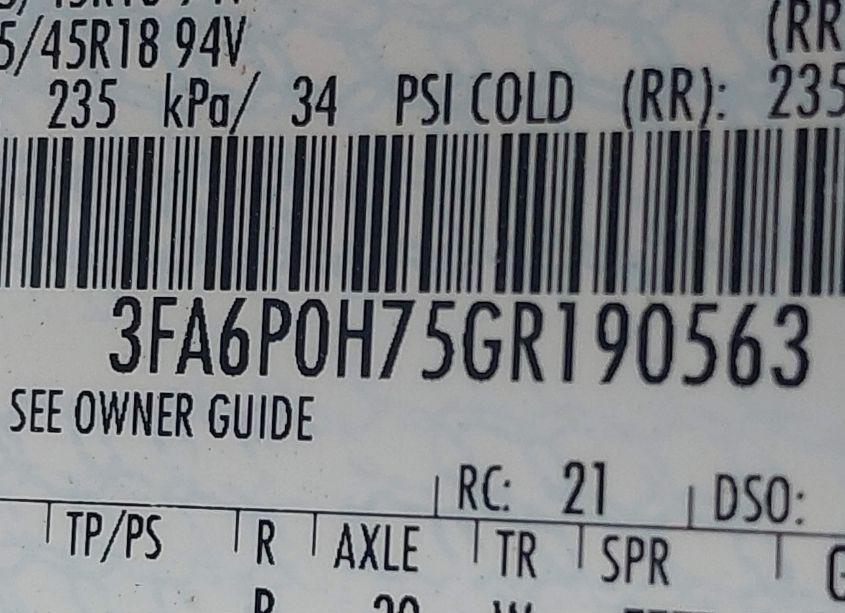 5/45R18 94V (RR
235 kPa/ 34 PSI COLD (RR): 235
3FA6P0H75GR190563
SEE OWNER GUIDE
RC: 21 DSO:
TP/PS R AXLE TR SPR